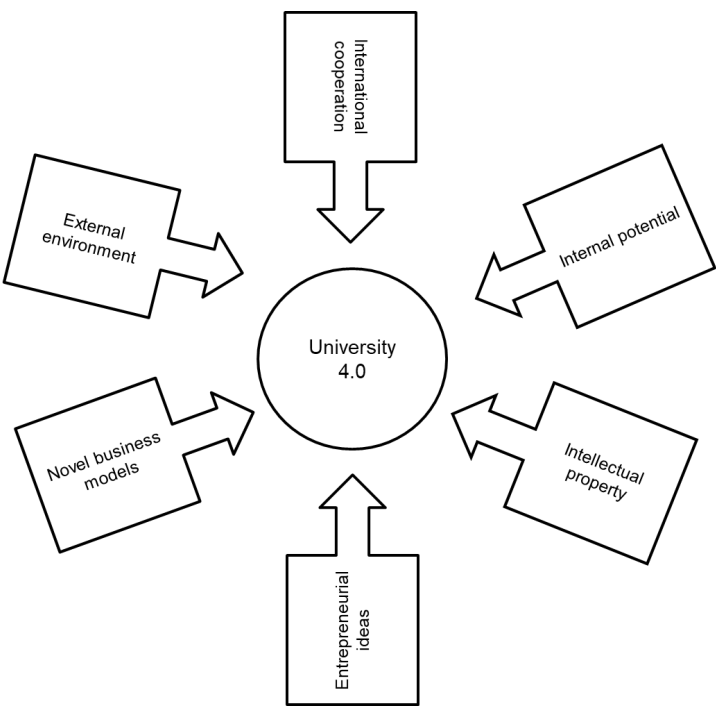 International
cooperation
External
environment
Internal potential
University
4.0
Novel business
models
Intellectual
property
Entrepreneurial
ideas